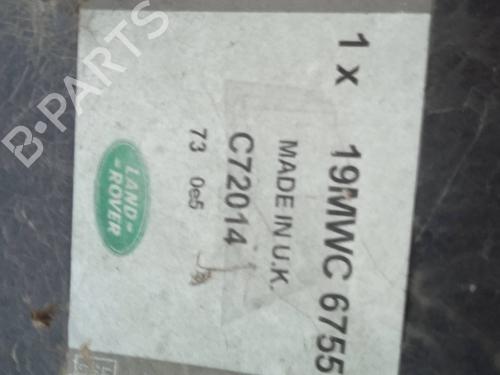 1 x 19MWC 6755
MADE IN U.K.
C72014
73 0e5
LAND-
-ROVER
B-PARTS